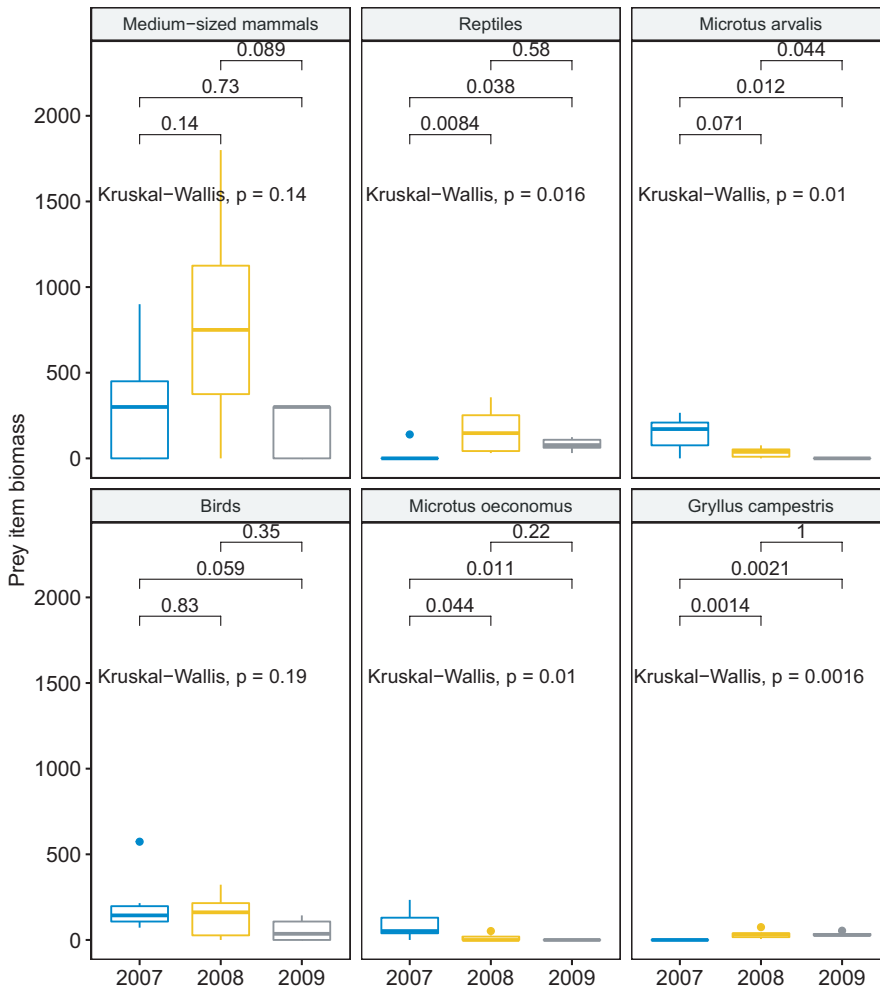 Medium−sized mammals
Reptiles
Microtus arvalis
0.089
0.58
0.044
0.73
0.038
0.012
0.14
0.0084
0.071
Kruskal−Wallis, p = 0.14
Kruskal−Wallis, p = 0.016
Kruskal−Wallis, p = 0.01
2000
1500
1000
500
0
Prey item biomass
Birds
Microtus oeconomus
Gryllus campestris
0.35
0.22
1
0.059
0.011
0.0021
0.83
0.044
0.0014
Kruskal−Wallis, p = 0.19
Kruskal−Wallis, p = 0.01
Kruskal−Wallis, p = 0.0016
2000
1500
1000
500
0
2007 2008 2009
2007 2008 2009
2007 2008 2009